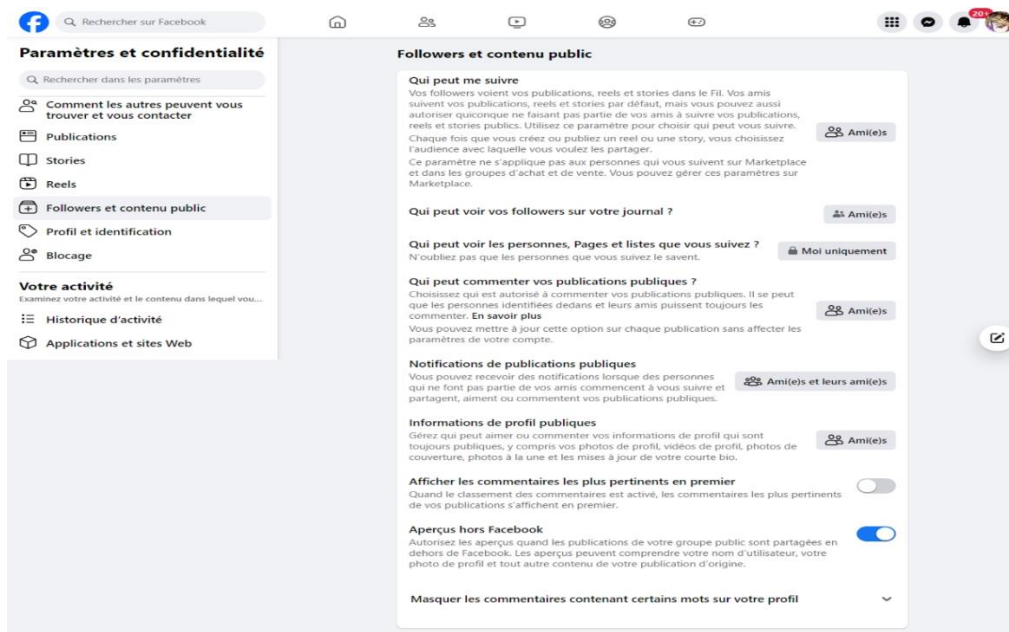 Rechercher sur Facebook
20+
Paramètres et confidentialité
Rechercher dans les paramètres
Comment les autres peuvent vous
trouver et vous contacter
Publications
Stories
Reels
Followers et contenu public
Profil et identification
Blocage
Votre activité
Examinez votre activité et le contenu dans lequel vou...
Historique d'activité
Applications et sites Web
Followers et contenu public
Qui peut me suivre
Vos followers voient vos publications, reels et stories dans le Fil. Vos amis
suivent vos publications, reels et stories par défaut, mais vous pouvez aussi
autoriser quiconque ne faisant pas partie de vos amis à suivre vos publications,
reels et stories publics. Utilisez ce paramètre pour choisir qui peut vous suivre.
Chaque fois que vous créez ou publiez un reel ou une story, vous choisissez
l'audience avec laquelle vous voulez les partager.
Ce paramètre ne s'applique pas aux personnes qui vous suivent sur Marketplace
et dans les groupes d'achat et de vente. Vous pouvez gérer ces paramètres sur
Marketplace.
Ami(e)s
Qui peut voir vos followers sur votre journal ?
Ami(e)s
Qui peut voir les personnes, Pages et listes que vous suivez ?
N'oubliez pas que les personnes que vous suivez le savent.
Moi uniquement
Qui peut commenter vos publications publiques ?
Choisissez qui est autorisé à commenter vos publications publiques. Il se peut
que les personnes identifiées dedans et leurs amis puissent toujours les
commenter. En savoir plus
Vous pouvez mettre à jour cette option sur chaque publication sans affecter les
paramètres de votre compte.
Ami(e)s
Notifications de publications publiques
Vous pouvez recevoir des notifications lorsque des personnes
qui ne font pas partie de vos amis commencent à vous suivre et
partagent, aiment ou commentent vos publications publiques.
Ami(e)s et leurs ami(e)s
Informations de profil publiques
Gérez qui peut aimer ou commenter vos informations de profil qui sont
toujours publiques, y compris vos photos de profil, vidéos de profil, photos de
couverture, photos à la une et les mises à jour de votre courte bio.
Ami(e)s
Afficher les commentaires les plus pertinents en premier
Quand le classement des commentaires est activé, les commentaires les plus pertinents
de vos publications s'affichent en premier.
Aperçus hors Facebook
Autorisez les aperçus quand les publications de votre groupe public sont partagées en
dehors de Facebook. Les aperçus peuvent comprendre votre nom d'utilisateur, votre
photo de profil et tout autre contenu de votre publication d'origine.
Masquer les commentaires contenant certains mots sur votre profil